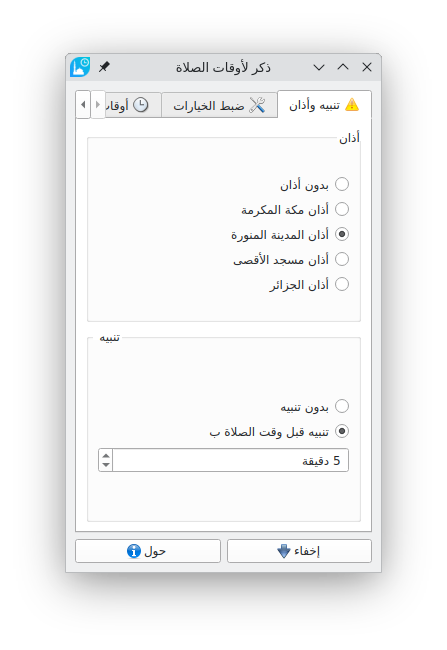 ذكر لأوقات الصلاة
تنبيه وأذان
ضبط الخيارات
أذان
بدون أذان
أذان مكة المكرمة
أذان المدينة المنورة
أذان مسجد الأقصى
أذان الجزائر
تنبيه
بدون تنبيه
تنبيه قبل وقت الصلاة ب
5 دقيقة
إخفاء
حول